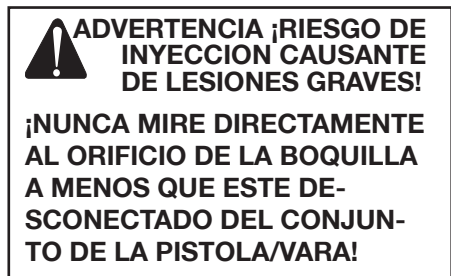 ADVERTENCIA ¡RIESGO DE
INYECCION CAUSANTE
DE LESIONES GRAVES!
¡NUNCA MIRE DIRECTAMENTE
AL ORIFICIO DE LA BOQUILLA
A MENOS QUE ESTE DE-
SCONECTADO DEL CONJUN-
TO DE LA PISTOLA/VARA!